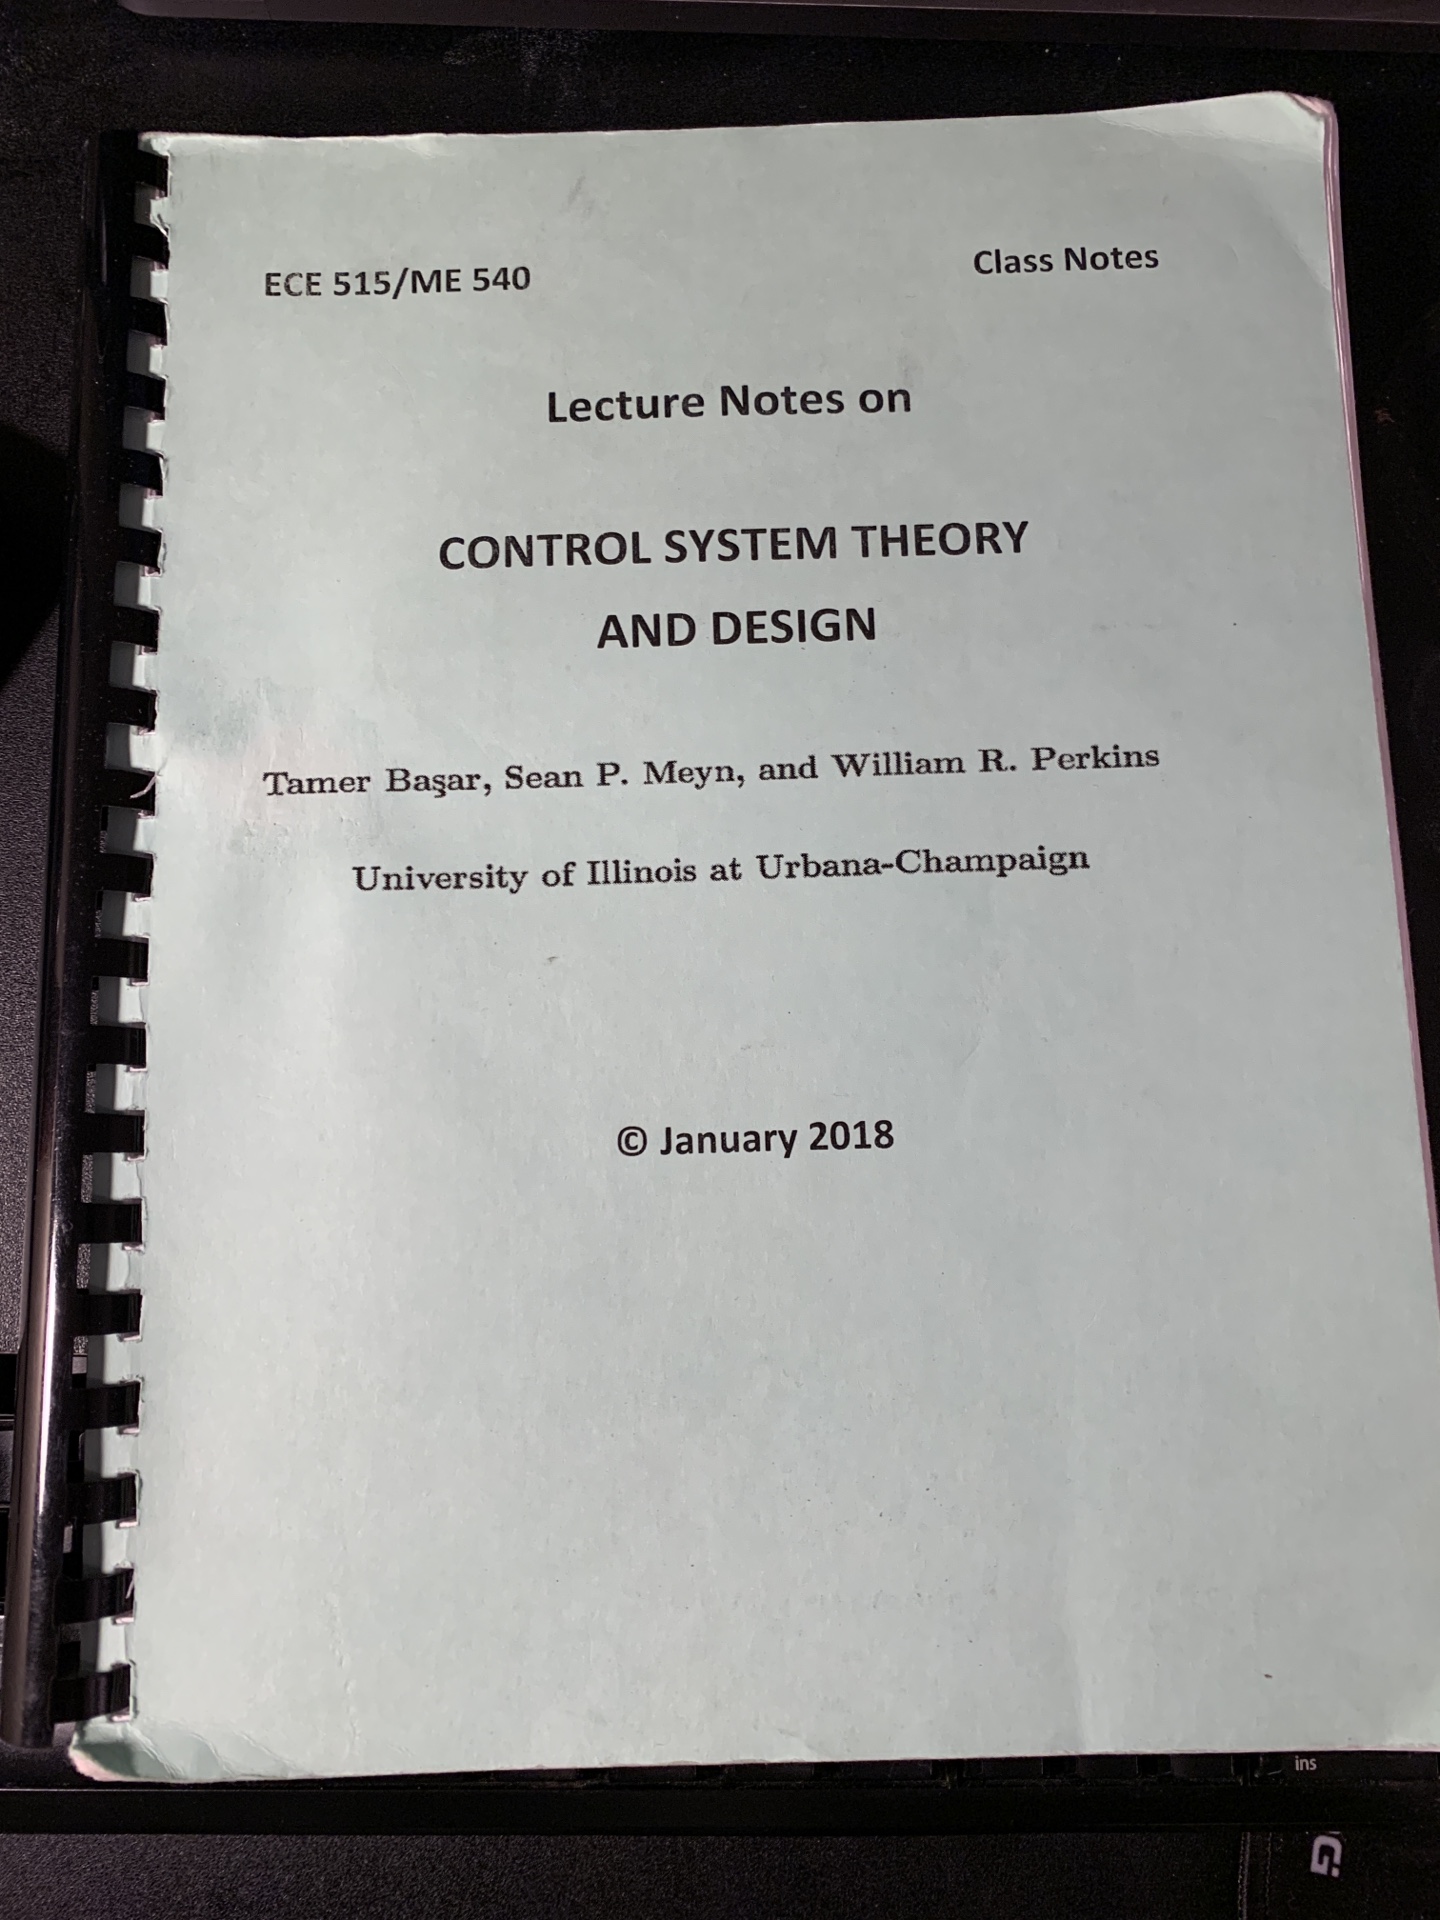 ECE 515/ME 540 Class Notes
Lecture Notes on
CONTROL SYSTEM THEORY
AND DESIGN
Tamer Başar, Sean P. Meyn, and William R. Perkins
University of Illinois at Urbana-Champaign
© January 2018
ins